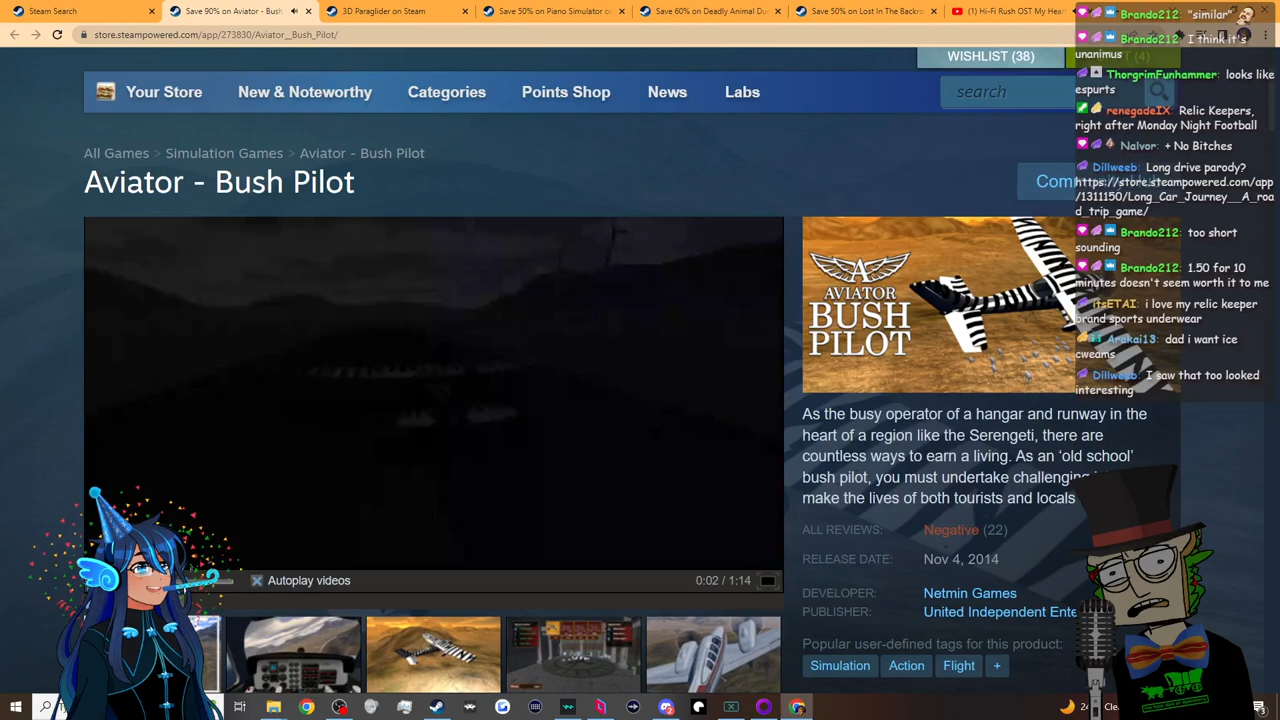 Steam Search
Save 90% on Aviator - Bush
3D Paraglider on Steam
Save 50% on Piano Simulator on
Save 60% on Deadly Animal Du
Save 50% on Lost In The Backro
(1) Hi-Fi Rush OST My Hear
store.steampowered.com/app/273830/Aviator__Bush_Pilot/
WISHLIST (38)
(4)
Your Store
New & Noteworthy
Categories
Points Shop
News
Labs
search
All Games > Simulation Games > Aviator - Bush Pilot
Aviator - Bush Pilot
Com
A
AVIATOR
BUSH
PILOT
As the busy operator of a hangar and runway in the
heart of a region like the Serengeti, there are
countless ways to earn a living. As an ‘old school’
bush pilot, you must undertake challenging
make the lives of both tourists and locals
ALL REVIEWS: Negative (22)
RELEASE DATE: Nov 4, 2014
DEVELOPER: Netmin Games
PUBLISHER: United Independent Ente
Popular user-defined tags for this product:
Simulation
Action
Flight
+
Autoplay videos
0:02 / 1:14
Brando212: "similar"
Brando212: I think it's
unanimus
ThorgrimFunhammer: looks like
espurts
renegadeIX: Relic Keepers,
right after Monday Night Football
Nalvor: + No Bitches
Dillweeb: Long drive parody?
https://store.steampowered.com/app
/1311150/Long_Car_Journey__A_roa
d_trip_game/
Brando212: too short
sounding
Brando212: 1.50 for 10
minutes doesn't seem worth it to me
itsETAI: i love my relic keeper
brand sports underwear
Arakai13: dad i want ice
cweams
Dillweeb: I saw that too looked
interesting